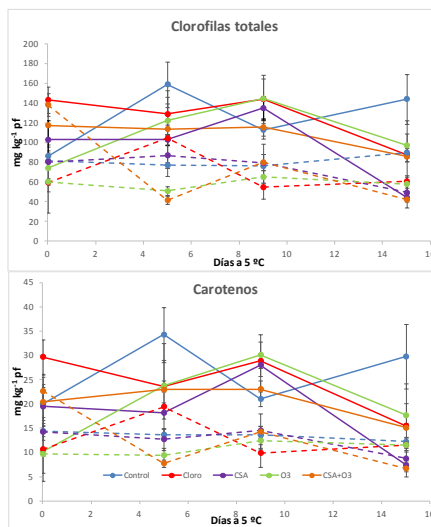 Clorofilas totales
200
180
160
140
120
100
80
60
40
20
0
mg kg⁻¹ pf
0 2 4 6 8 10 12 14 16
Días a 5 ºC
Carotenos
45
40
35
30
25
20
15
10
5
0
mg kg⁻¹ pf
Control Cloro CSA O3 CSA+O3
0 2 4 6 8 10 12 14 16
Días a 5 ºC